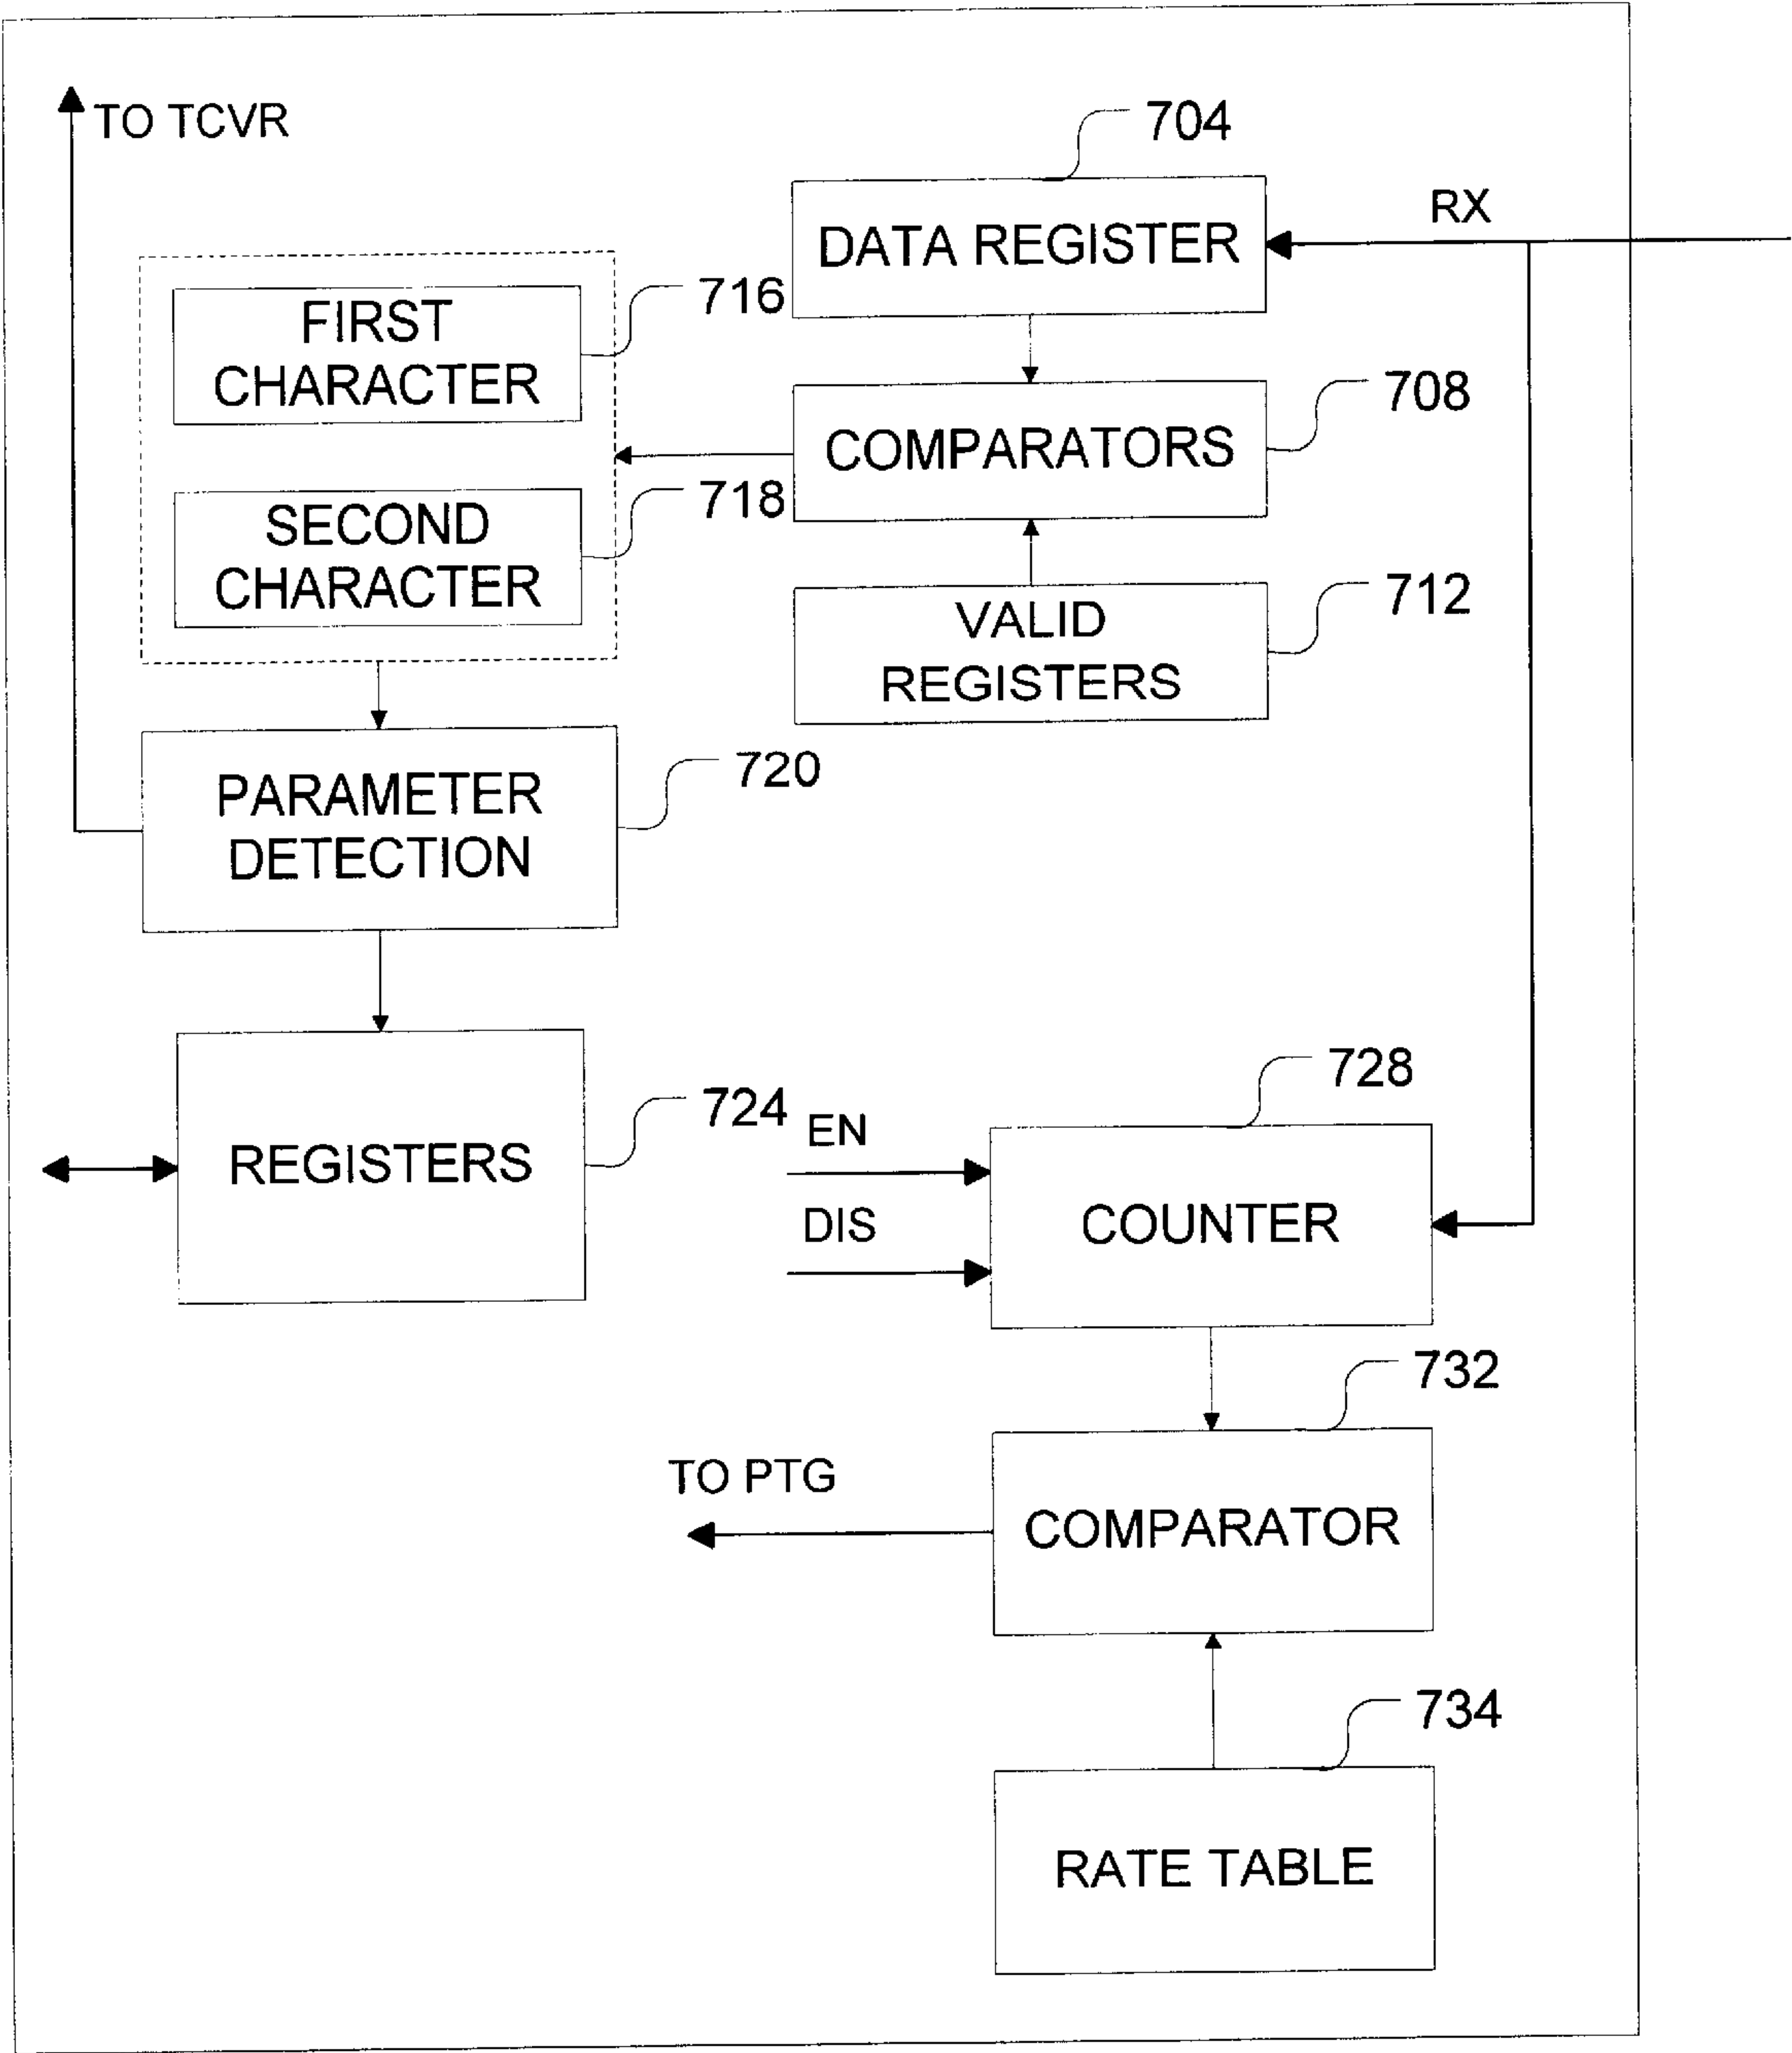 TO TCVR
704
DATA REGISTER
RX
FIRST
CHARACTER
716
COMPARATORS
708
SECOND
CHARACTER
718
VALID
REGISTERS
712
PARAMETER
DETECTION
720
REGISTERS
724
EN
DIS
728
COUNTER
732
TO PTG
COMPARATOR
734
RATE TABLE